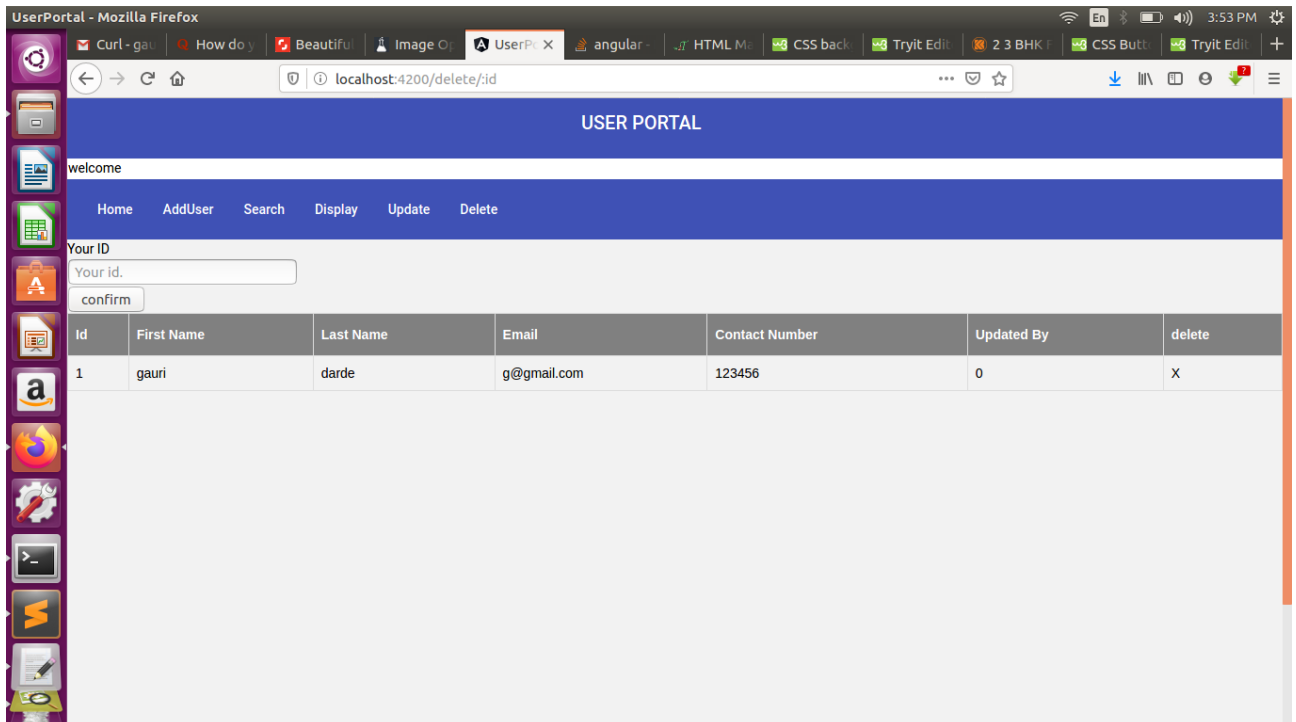 UserPortal - Mozilla Firefox En 3:53 PM
Curl - gau How do y Beautiful Image Op UserPo angular - HTML Ma CSS back Tryit Edit 2 3 BHK F CSS Butt Tryit Edit
localhost:4200/delete/:id
USER PORTAL
welcome
Home AddUser Search Display Update Delete
Your ID
Your id.
confirm
Id First Name Last Name Email Contact Number Updated By delete
1 gauri darde g@gmail.com 123456 0 X